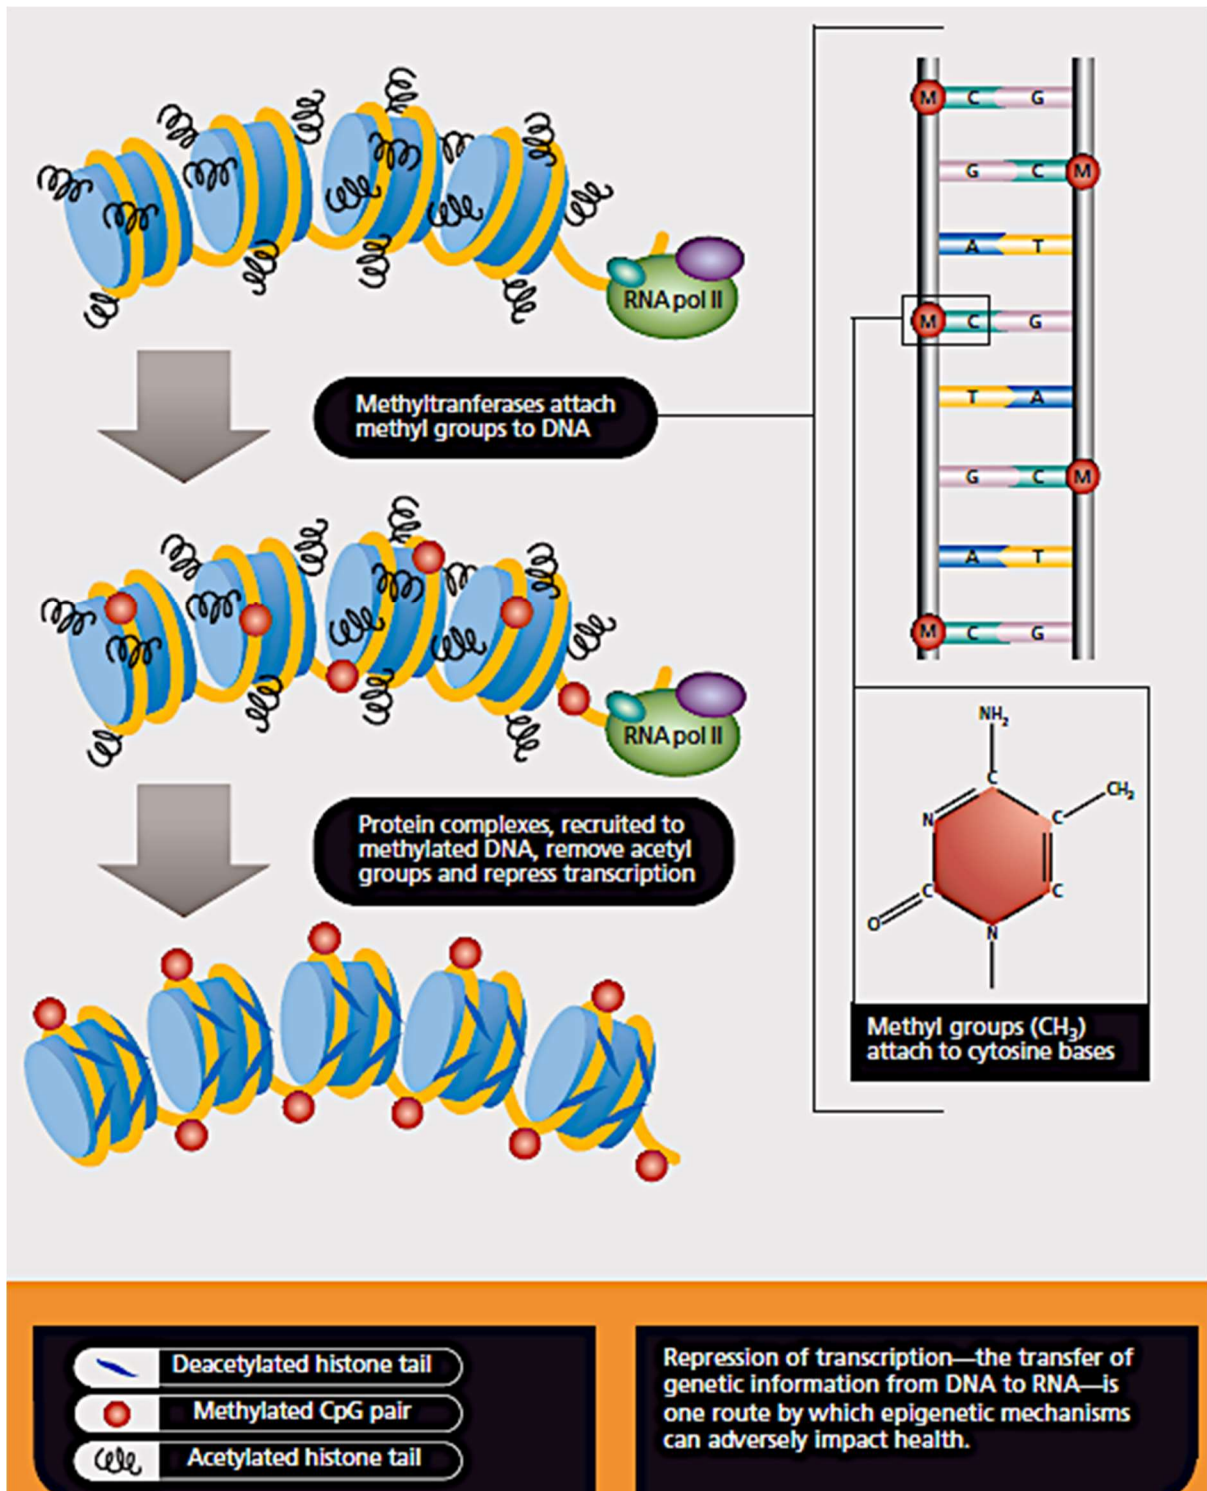 RNA pol II
Methyltranferases attach
methyl groups to DNA
RNA pol II
Protein complexes, recruited to
methylated DNA, remove acetyl
groups and repress transcription
M C G
G C M
A T
M C G
T A
G C M
A T
M C G
NH₂
C
CH₂
N
C
C
C
O
N
Methyl groups (CH₃)
attach to cytosine bases
Deacetylated histone tail
Methylated CpG pair
Acetylated histone tail
Repression of transcription—the transfer of
genetic information from DNA to RNA—is
one route by which epigenetic mechanisms
can adversely impact health.